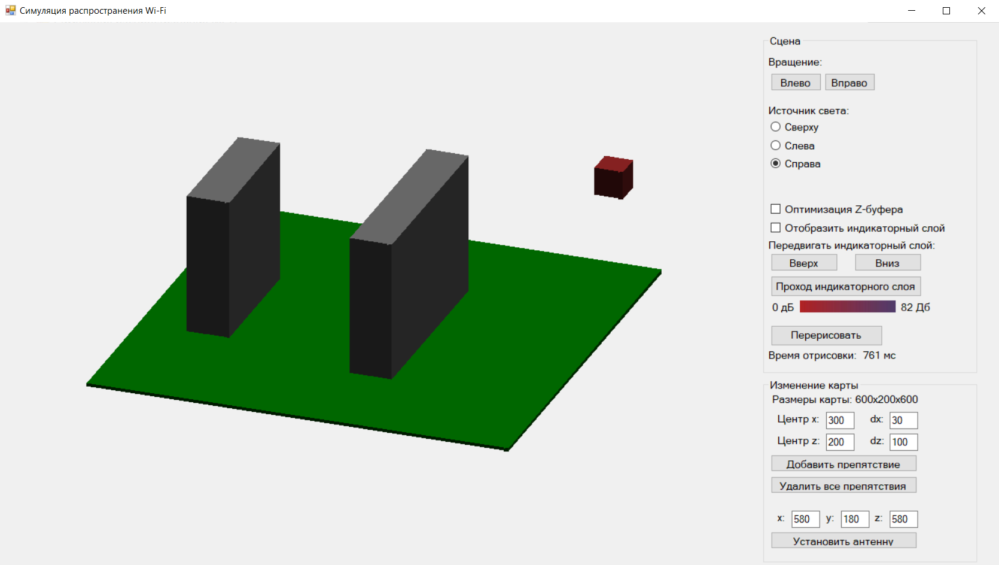 Симуляция распространения Wi-Fi
Сцена
Вращение:
Влево Вправо
Источник света:
Сверху
Слева
Справа
Оптимизация Z-буфера
Отобразить индикаторный слой
Передвигать индикаторный слой:
Вверх Вниз
Проход индикаторного слоя
0 дБ 82 Дб
Перерисовать
Время отрисовки: 761 мс
Изменение карты
Размеры карты: 600x200x600
Центр x: 300 dx: 30
Центр z: 200 dz: 100
Добавить препятствие
Удалить все препятствия
x: 580 y: 180 z: 580
Установить антенну